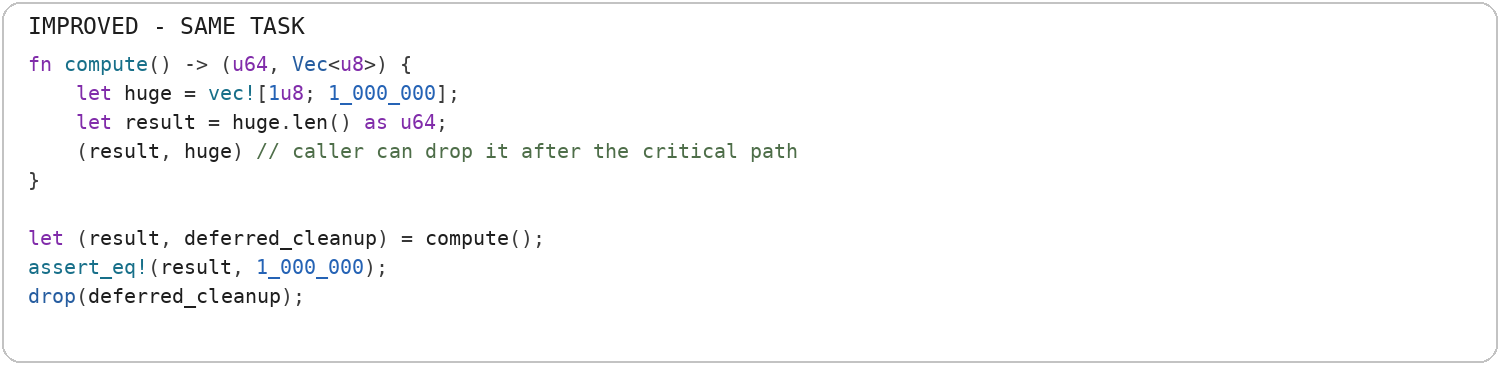 IMPROVED - SAME TASK
fn compute() -> (u64, Vec<u8>) {
    let huge = vec![1u8; 1_000_000];
    let result = huge.len() as u64;
    (result, huge) // caller can drop it after the critical path
}

let (result, deferred_cleanup) = compute();
assert_eq!(result, 1_000_000);
drop(deferred_cleanup);